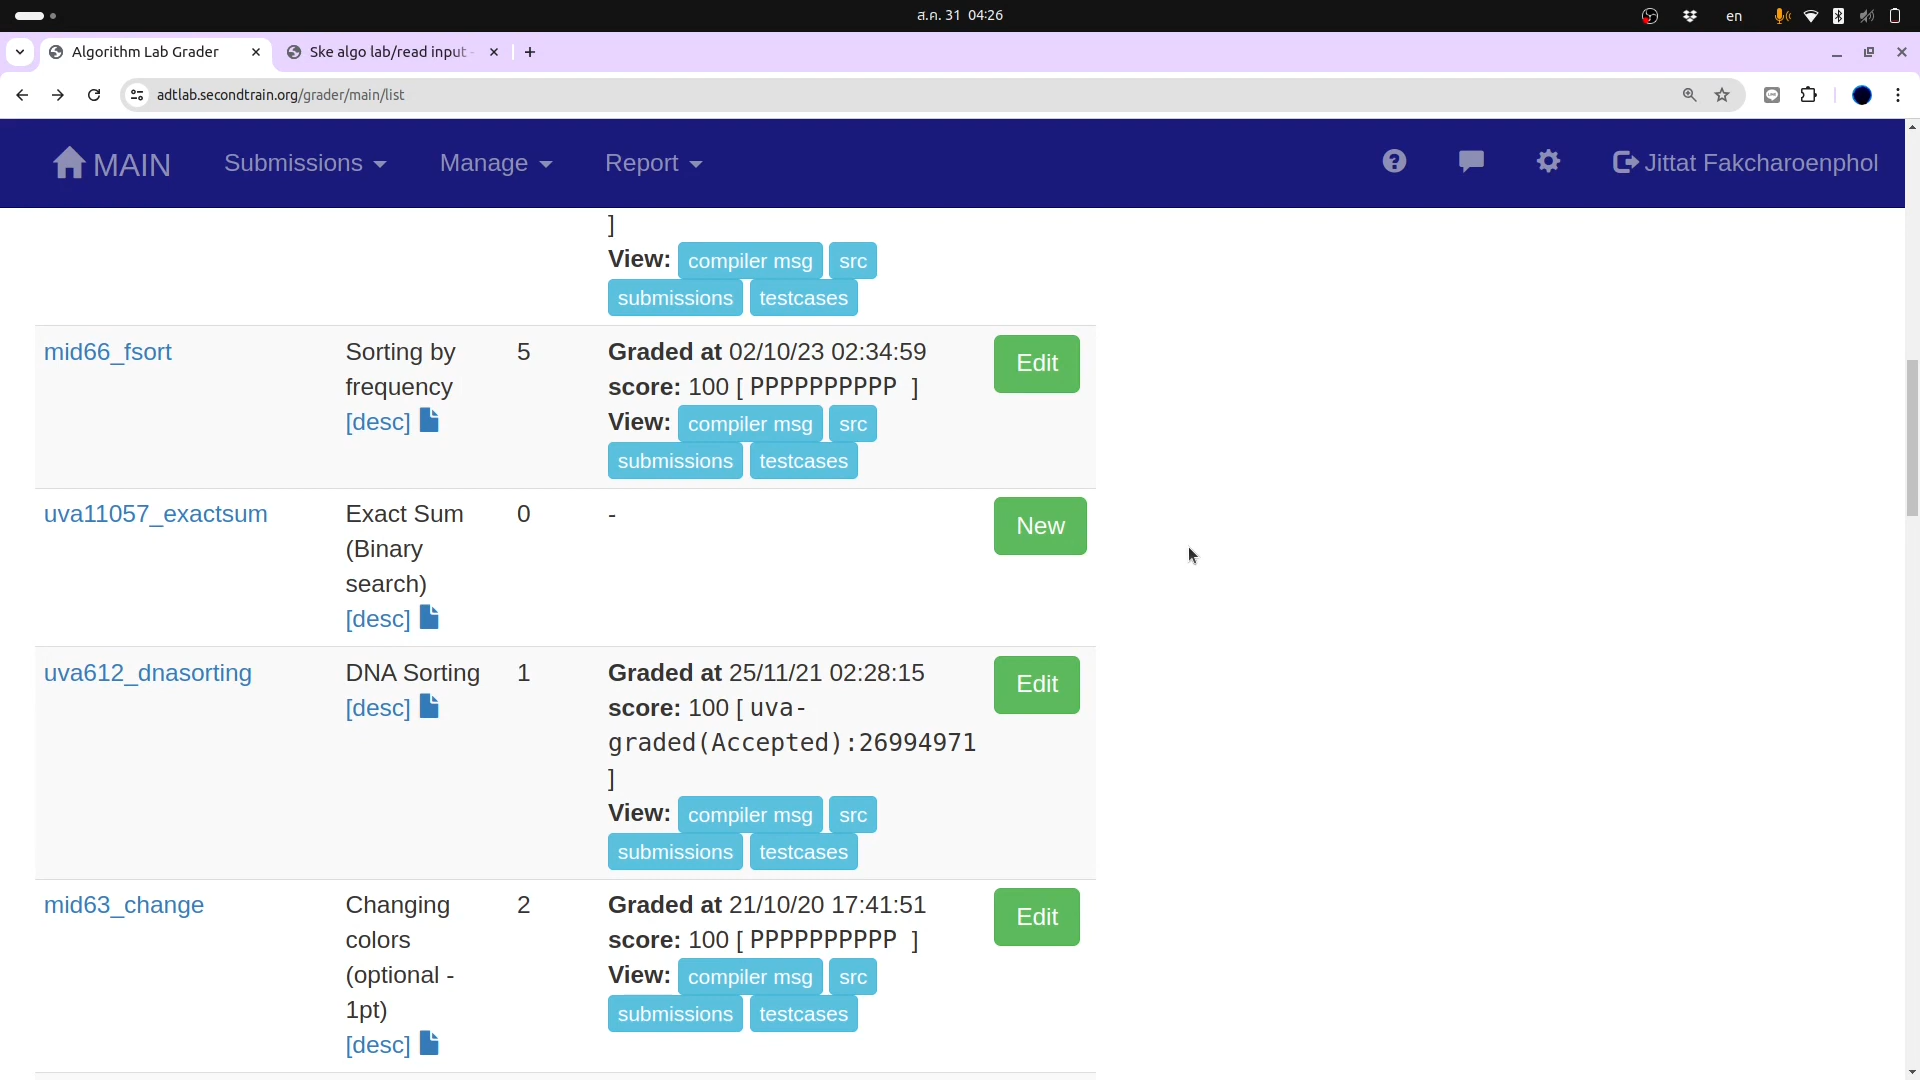 ส.ค. 31 04:26
en
Algorithm Lab Grader
Ske algo lab/read input
adtlab.secondtrain.org/grader/main/list
MAIN
Submissions
Manage
Report
Jittat Fakcharoenphol
]
View: compiler msg src
submissions testcases
mid66_fsort
Sorting by
frequency
[desc]
5
Graded at 02/10/23 02:34:59
score: 100 [ PPPPPPPPPP ]
View: compiler msg src
submissions testcases
Edit
uva11057_exactsum
Exact Sum
(Binary
search)
[desc]
0
-
New
uva612_dnasorting
DNA Sorting
[desc]
1
Graded at 25/11/21 02:28:15
score: 100 [ uva-
graded(Accepted):26994971
]
View: compiler msg src
submissions testcases
Edit
mid63_change
Changing
colors
(optional -
1pt)
[desc]
2
Graded at 21/10/20 17:41:51
score: 100 [ PPPPPPPPPP ]
View: compiler msg src
submissions testcases
Edit